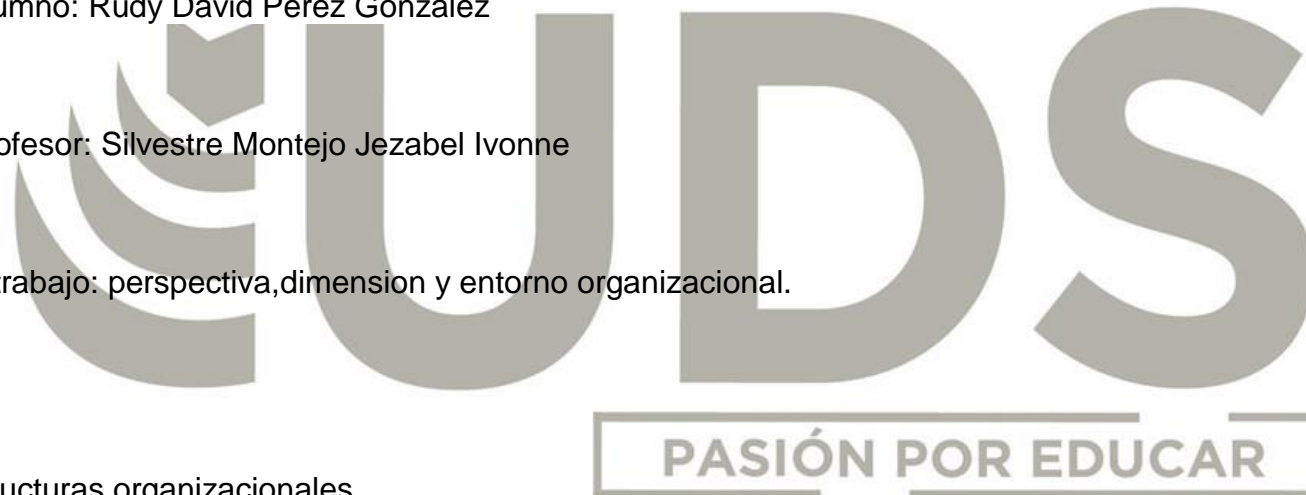 umno: Rudy David Pérez González
ofesor: Silvestre Montejo Jezabel Ivonne
trabajo: perspectiva,dimension y entorno organizacional.
UDS
PASIÓN POR EDUCAR
ucturas organizacionales